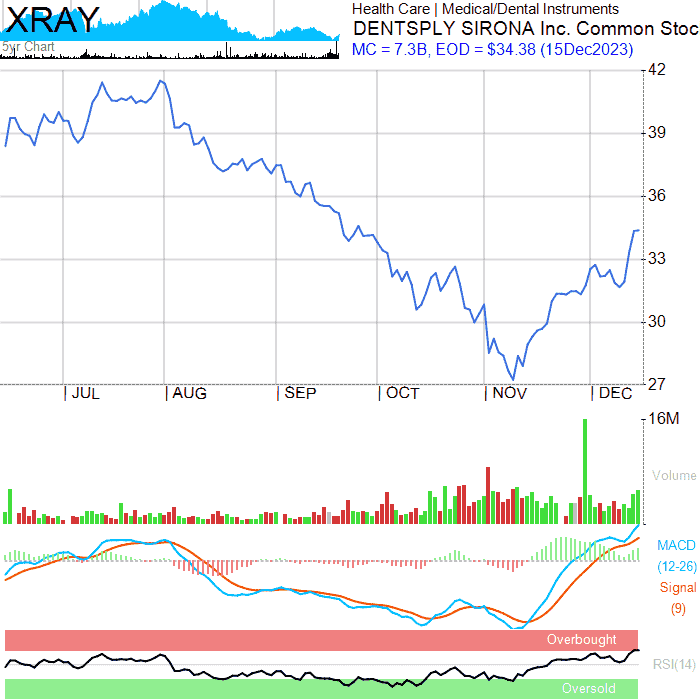 XRAY
5yr Chart
Health Care | Medical/Dental Instruments
DENTSPLY SIRONA Inc. Common Stoc
MC = 7.3B, EOD = $34.38 (15Dec2023)
42
39
36
33
30
27
| JUL | AUG | SEP | OCT | NOV | DEC
16M
Volume
MACD
(12-26)
Signal
(9)
Overbought
RSI(14)
Oversold